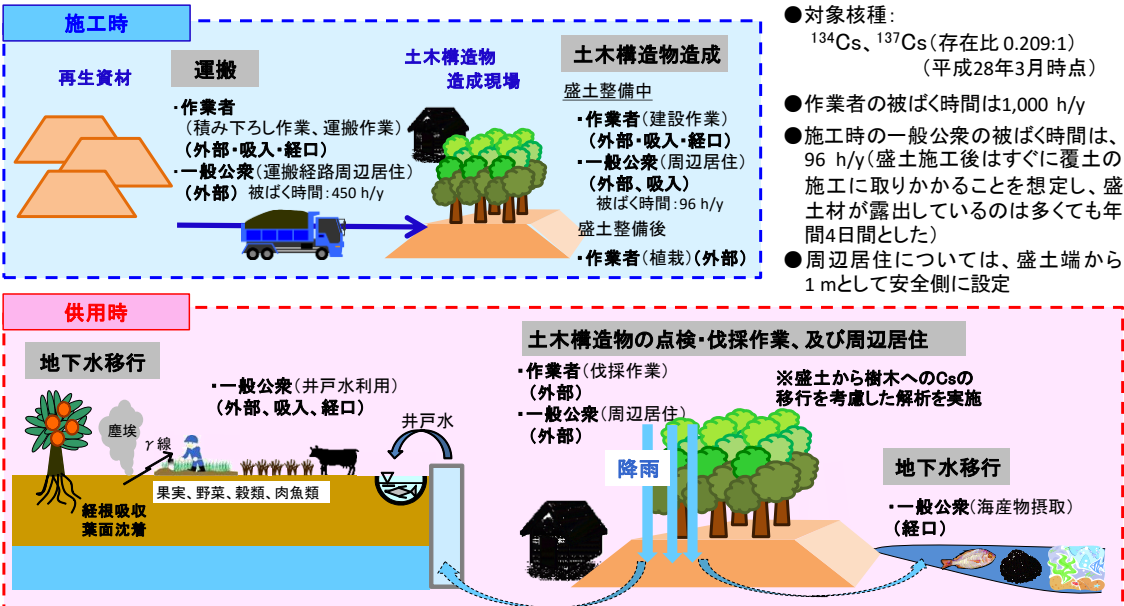 施工時
再生資材
運搬
・作業者
(積み下ろし作業、運搬作業)
(外部・吸入・経口)
・一般公衆(運搬経路周辺居住)
(外部) 被ばく時間:450 h/y
土木構造物
造成現場
土木構造物造成
盛土整備中
・作業者(建設作業)
(外部・吸入・経口)
・一般公衆(周辺居住)
(外部、吸入)
被ばく時間:96 h/y
盛土整備後
・作業者(植栽)(外部)
●対象核種:
¹³⁴Cs、¹³⁷Cs(存在比 0.209:1)
(平成28年3月時点)
●作業者の被ばく時間は1,000 h/y
●施工時の一般公衆の被ばく時間は、
96 h/y(盛土施工後はすぐに覆土の
施工に取りかかることを想定し、盛
土材が露出しているのは多くても年
間4日間とした)
●周辺居住については、盛土端から
1 mとして安全側に設定
供用時
地下水移行
・一般公衆(井戸水利用)
(外部、吸入、経口)
塵埃
γ線
井戸水
果実、野菜、穀類、肉魚類
経根吸収
葉面沈着
土木構造物の点検・伐採作業、及び周辺居住
・作業者(伐採作業)
(外部)
・一般公衆(周辺居住)
(外部)
※盛土から樹木へのCsの
移行を考慮した解析を実施
降雨
地下水移行
・一般公衆(海産物摂取)
(経口)